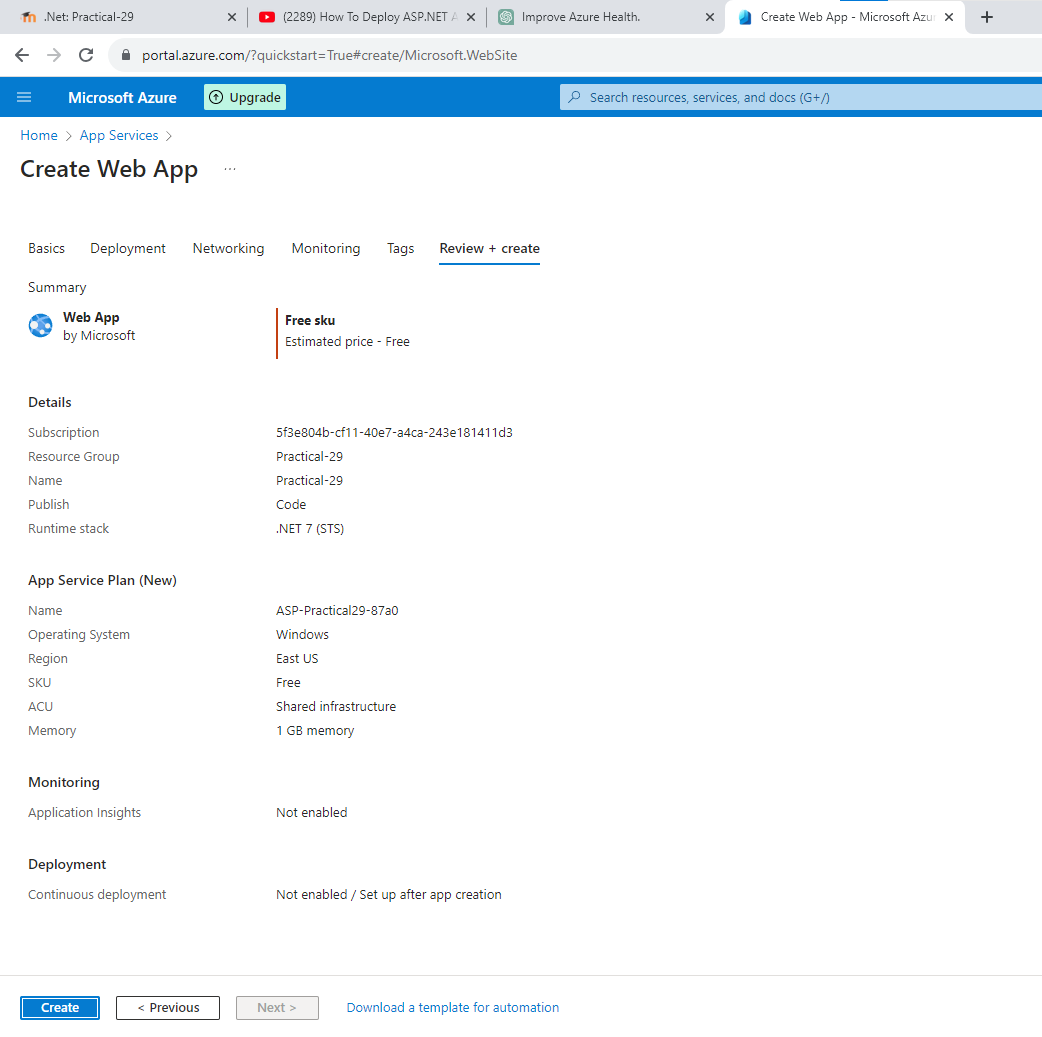 .Net: Practical-29
(2289) How To Deploy ASP.NET A
Improve Azure Health.
Create Web App - Microsoft Azu
portal.azure.com/?quickstart=True#create/Microsoft.WebSite
Microsoft Azure
Upgrade
Search resources, services, and docs (G+/)
Home > App Services >
Create Web App ...
Basics Deployment Networking Monitoring Tags Review + create
Summary
Web App
by Microsoft
Free sku
Estimated price - Free
Details
Subscription 5f3e804b-cf11-40e7-a4ca-243e181411d3
Resource Group Practical-29
Name Practical-29
Publish Code
Runtime stack .NET 7 (STS)
App Service Plan (New)
Name ASP-Practical29-87a0
Operating System Windows
Region East US
SKU Free
ACU Shared infrastructure
Memory 1 GB memory
Monitoring
Application Insights Not enabled
Deployment
Continuous deployment Not enabled / Set up after app creation
Create < Previous Next > Download a template for automation